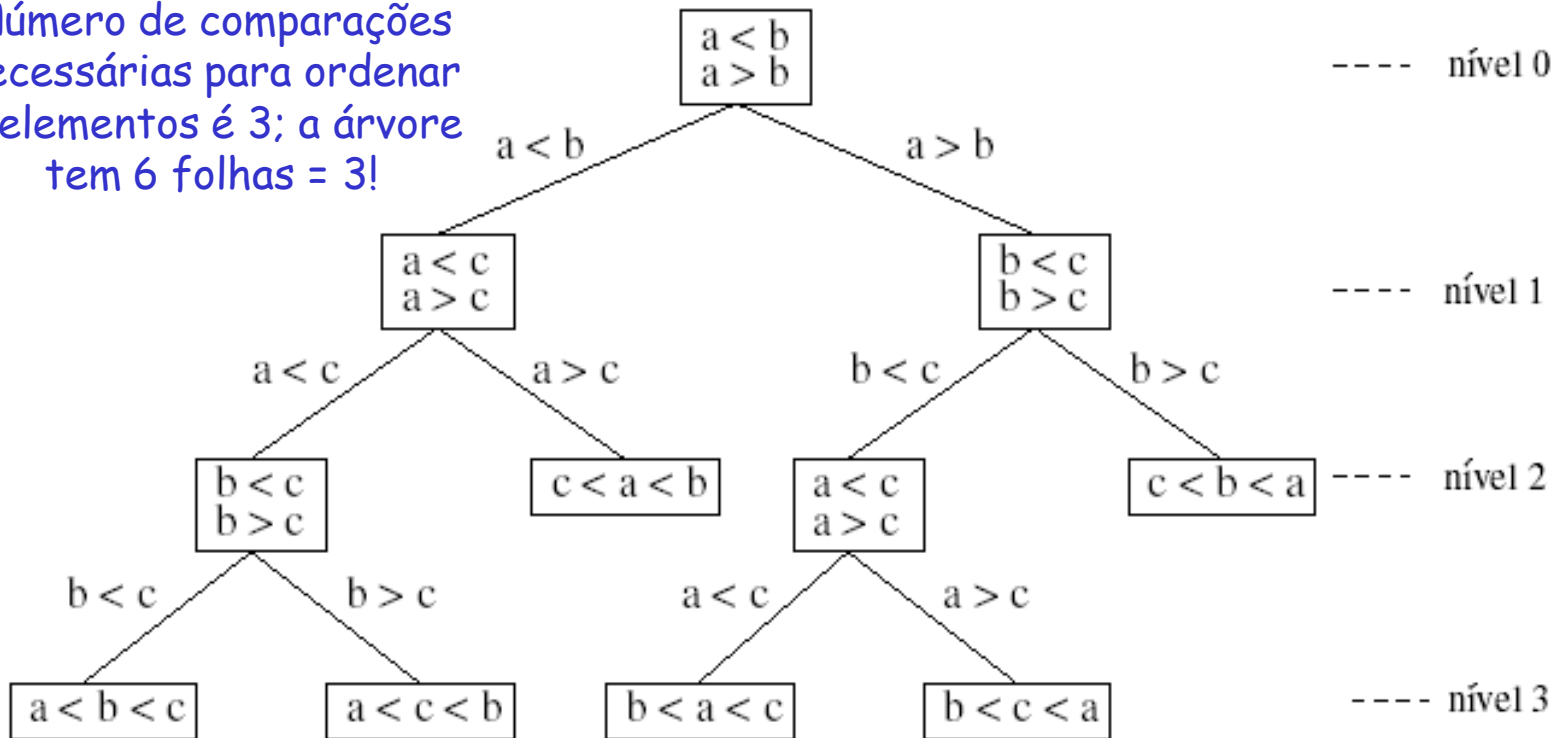 Número de comparações
ecessárias para ordenar
elementos é 3; a árvore
tem 6 folhas = 3!
a < b
a > b
nível 0
a < b
a > b
a < c
a > c
b < c
b > c
nível 1
a < c
a > c
b < c
b > c
b < c
b > c
c < a < b
a < c
a > c
c < b < a
nível 2
b < c
b > c
a < c
a > c
a < b < c
a < c < b
b < a < c
b < c < a
nível 3